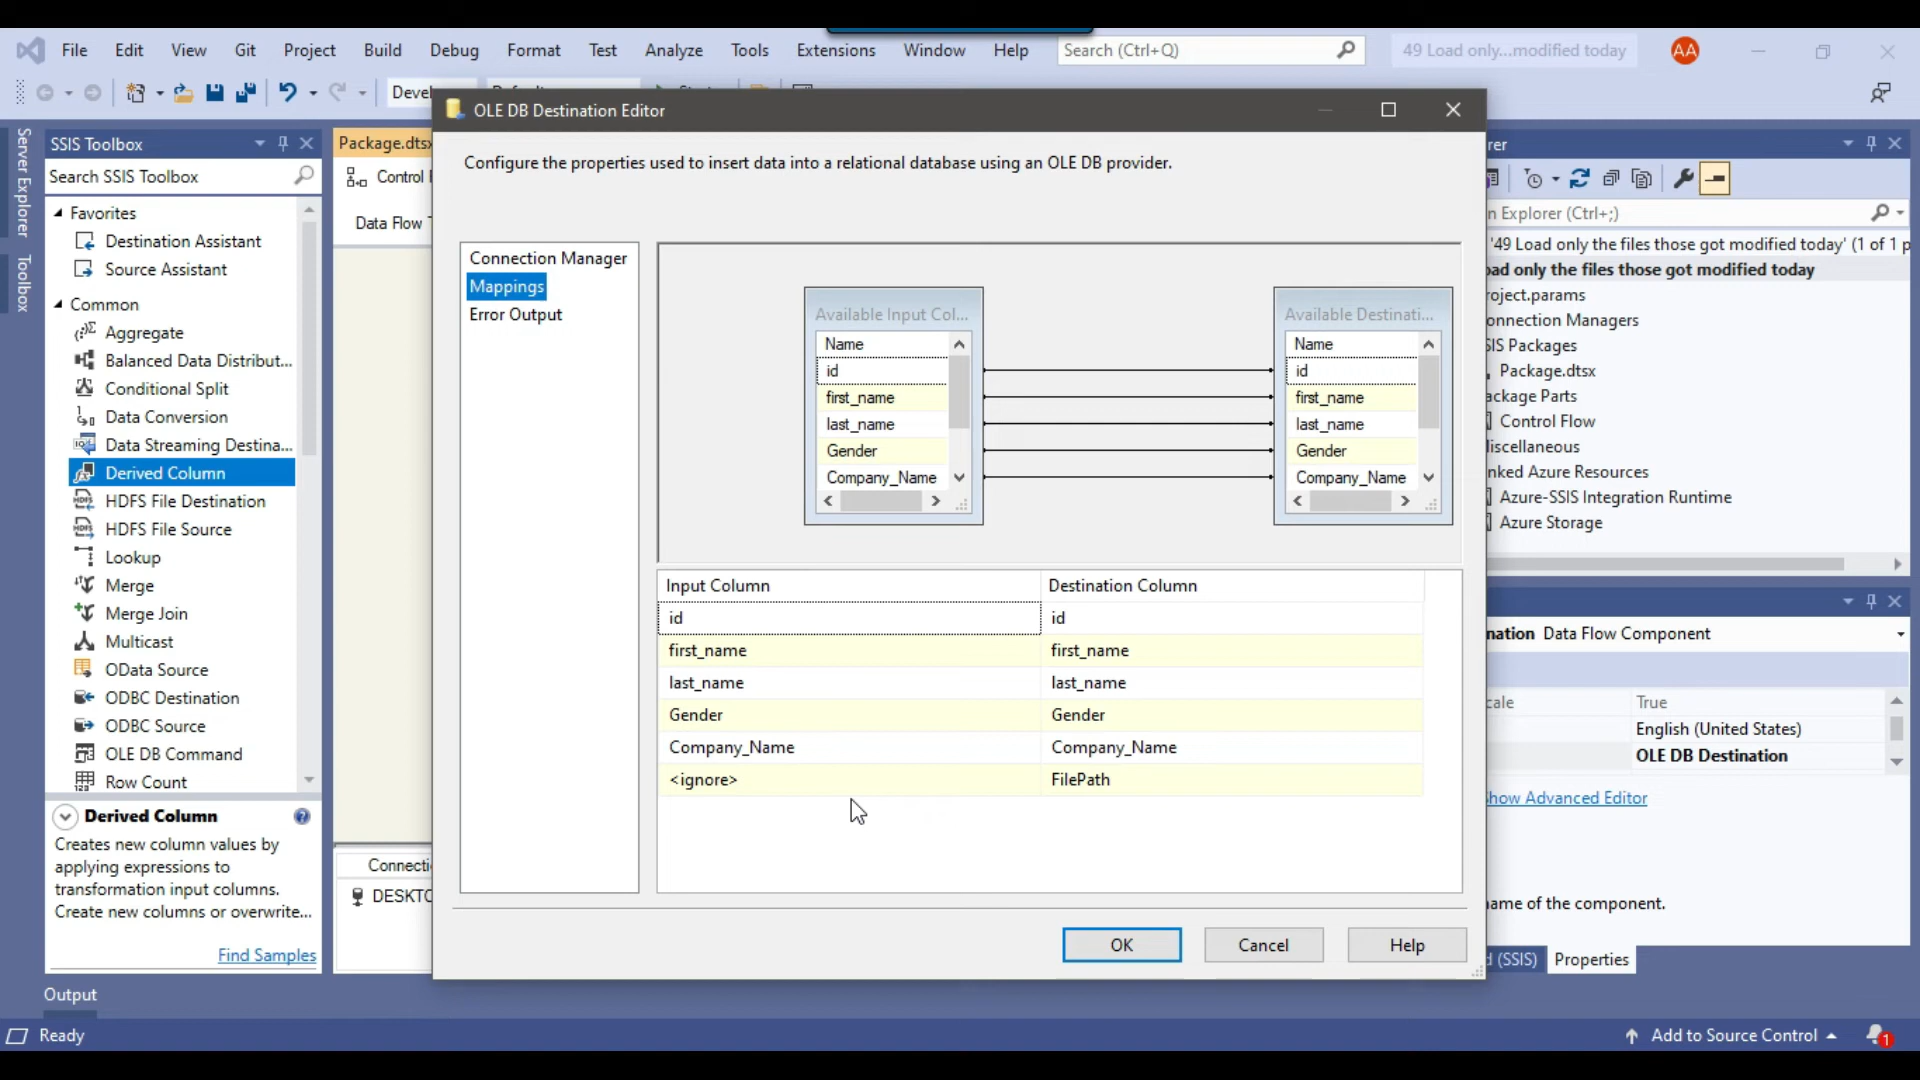 File Edit View Git Project Build Debug Format Test Analyze Tools Extensions Window Help Search (Ctrl+Q) 49 Load only...modified today AA
OLE DB Destination Editor
Configure the properties used to insert data into a relational database using an OLE DB provider.
Server Explorer
Toolbox
SSIS Toolbox
Search SSIS Toolbox
Favorites
Destination Assistant
Source Assistant
Common
Aggregate
Balanced Data Distribut...
Conditional Split
Data Conversion
Data Streaming Destina...
Derived Column
HDFS File Destination
HDFS File Source
Lookup
Merge
Merge Join
Multicast
OData Source
ODBC Destination
ODBC Source
OLE DB Command
Row Count
Derived Column
Creates new column values by
applying expressions to
transformation input columns.
Create new columns or overwrite...
Find Samples
Package.dts
Control
Data Flow
Connecti
DESKTO
Connection Manager
Mappings
Error Output
Available Input Col...
Name
id
first_name
last_name
Gender
Company_Name
Available Destinati...
Name
id
first_name
last_name
Gender
Company_Name
Input Column Destination Column
id id
first_name first_name
last_name last_name
Gender Gender
Company_Name Company_Name
<ignore> FilePath
OK Cancel Help
rer
n Explorer (Ctrl+;)
'49 Load only the files those got modified today' (1 of 1 p
oad only the files those got modified today
roject.params
onnection Managers
SIS Packages
Package.dtsx
ackage Parts
Control Flow
iscellaneous
nked Azure Resources
Azure-SSIS Integration Runtime
Azure Storage
nation Data Flow Component
cale True
English (United States)
OLE DB Destination
Show Advanced Editor
ame of the component.
d (SSIS) Properties
Output
Ready
Add to Source Control 1